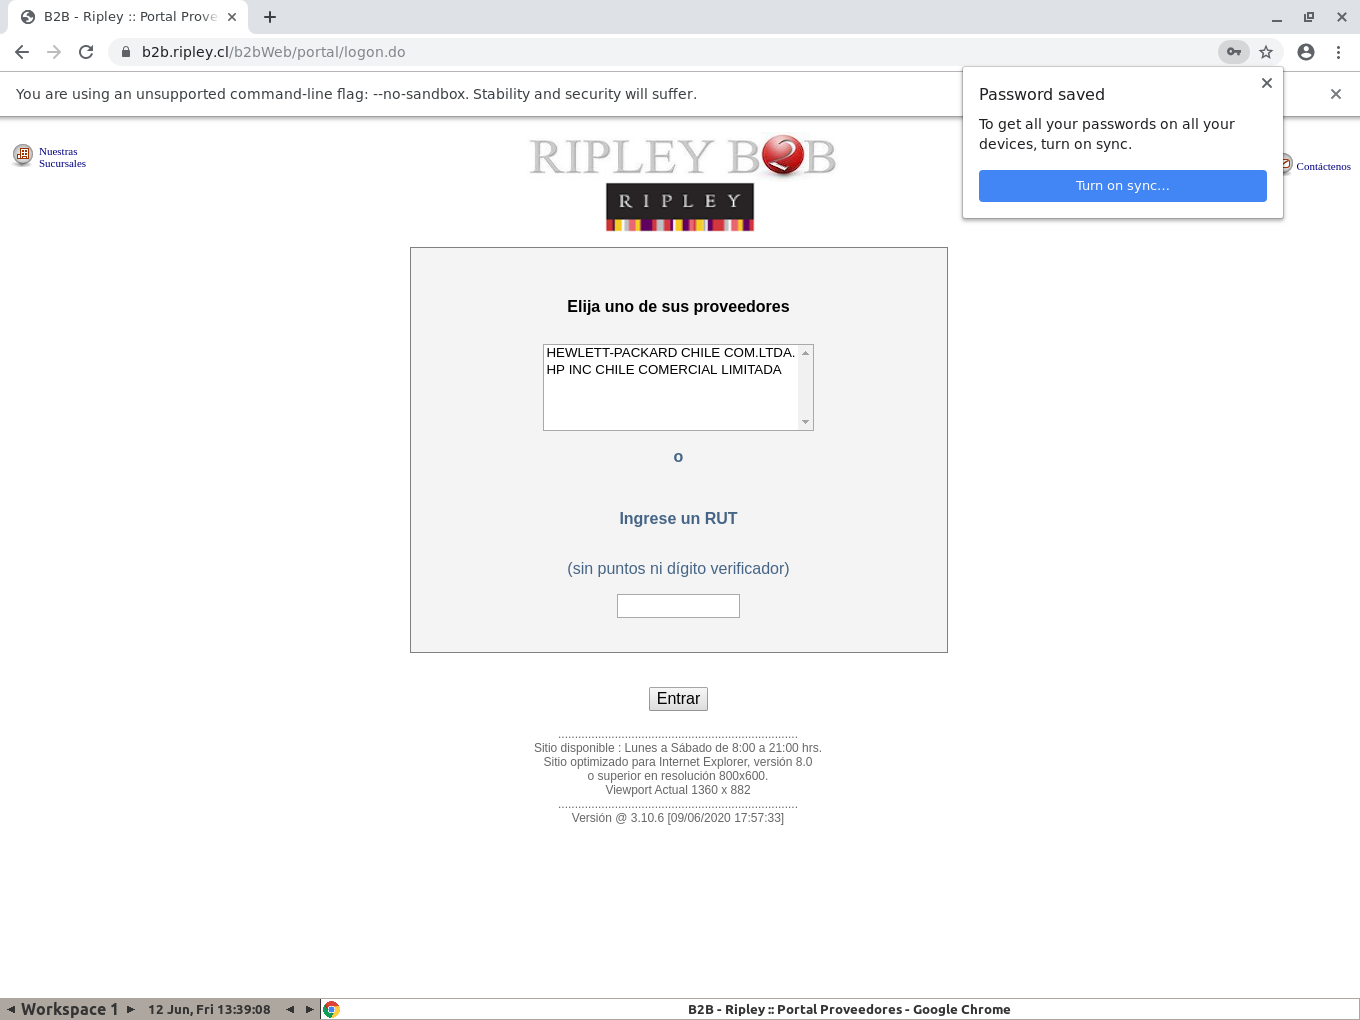 B2B - Ripley :: Portal Prove
b2b.ripley.cl/b2bWeb/portal/logon.do
You are using an unsupported command-line flag: --no-sandbox. Stability and security will suffer.
Password saved
To get all your passwords on all your
devices, turn on sync.
Turn on sync...
Nuestras
Sucursales
RIPLEY B2B
RIPLEY
Contáctenos
Elija uno de sus proveedores
HEWLETT-PACKARD CHILE COM.LTDA.
HP INC CHILE COMERCIAL LIMITADA
o
Ingrese un RUT
(sin puntos ni dígito verificador)
Entrar
........................................................................
Sitio disponible : Lunes a Sábado de 8:00 a 21:00 hrs.
Sitio optimizado para Internet Explorer, versión 8.0
o superior en resolución 800x600.
Viewport Actual 1360 x 882
........................................................................
Versión @ 3.10.6 [09/06/2020 17:57:33]
Workspace 1
12 Jun, Fri 13:39:08
B2B - Ripley :: Portal Proveedores - Google Chrome